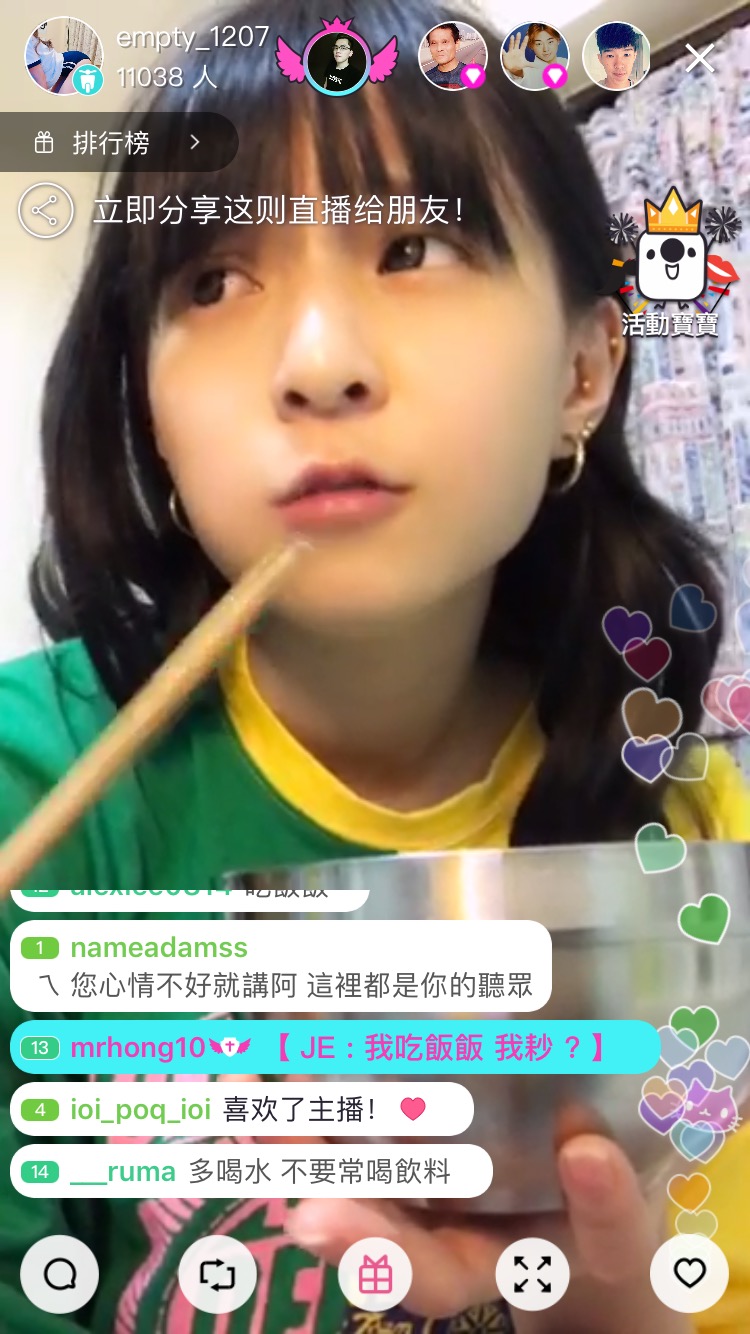 empty_1207
11038 人
排行榜
立即分享这则直播给朋友！
活動寶寶
吃飯飯
1 nameadamss
ㄟ 您心情不好就講阿 這裡都是你的聽眾
13 mrhong10 【 JE：我吃飯飯 我耖 ? 】
4 ioi_poq_ioi 喜欢了主播！
14 ___ruma 多喝水 不要常喝飲料